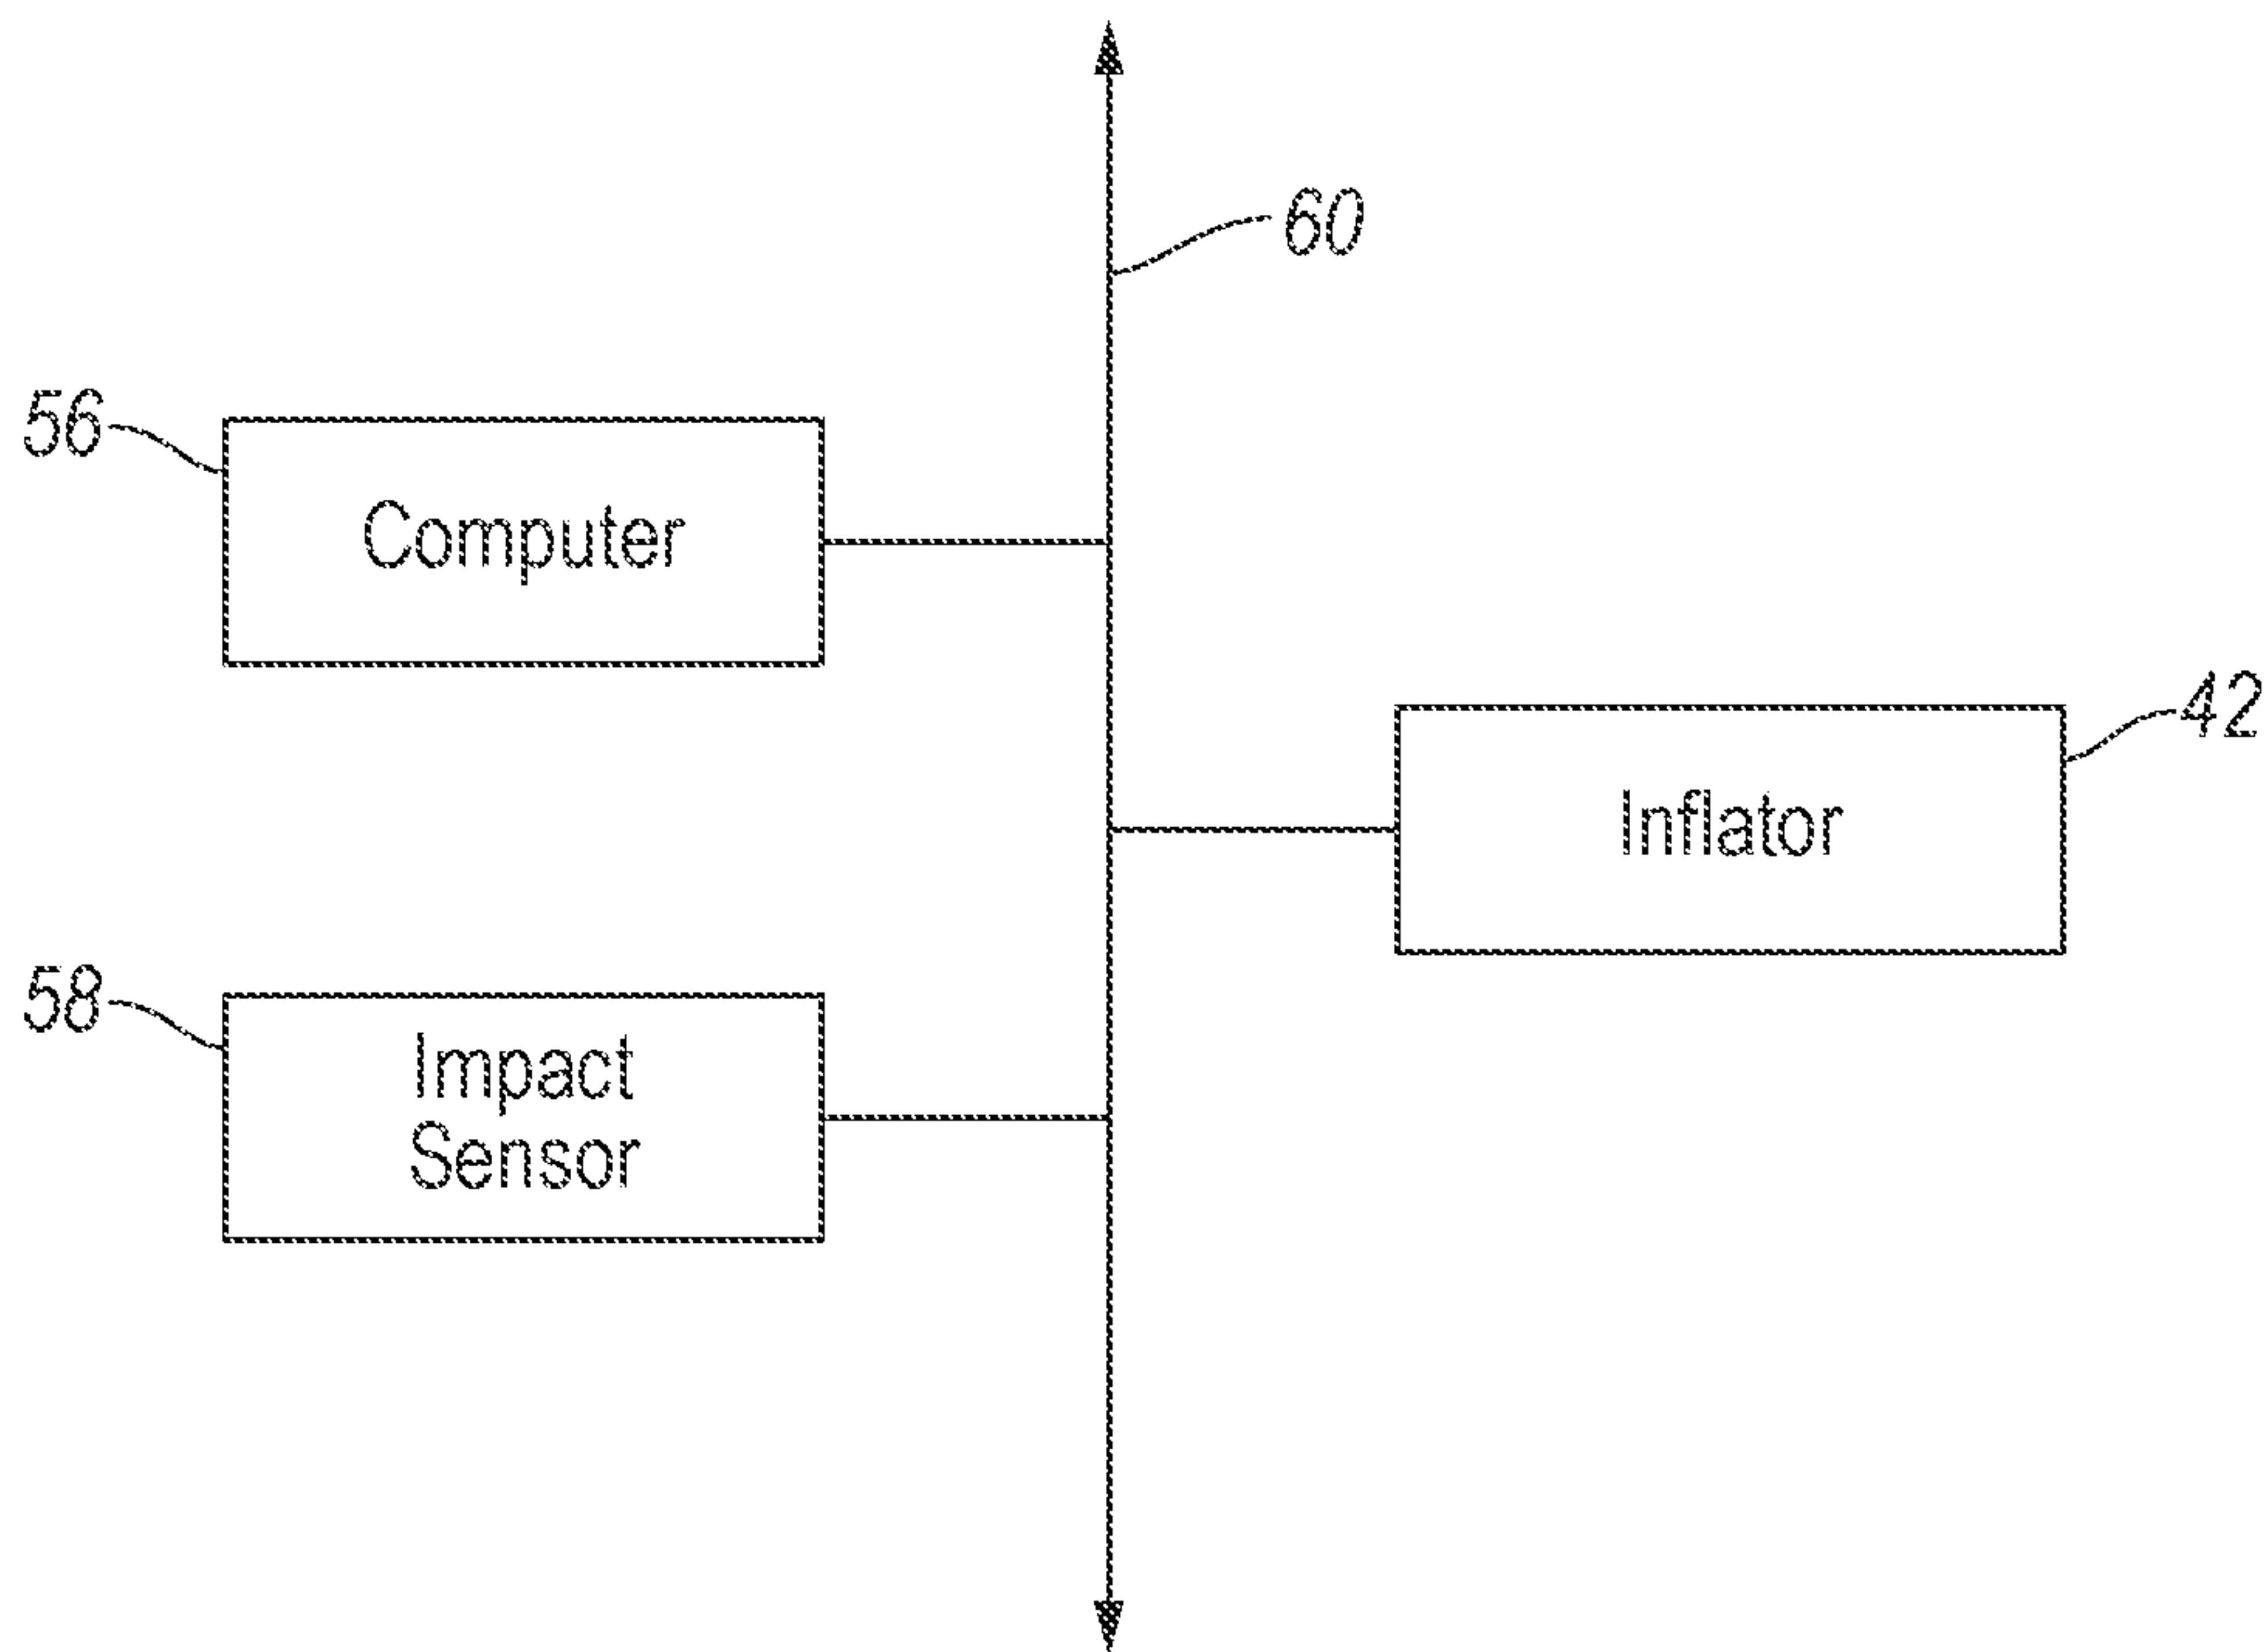 60
56
Computer
42
Inflator
58
Impact
Sensor